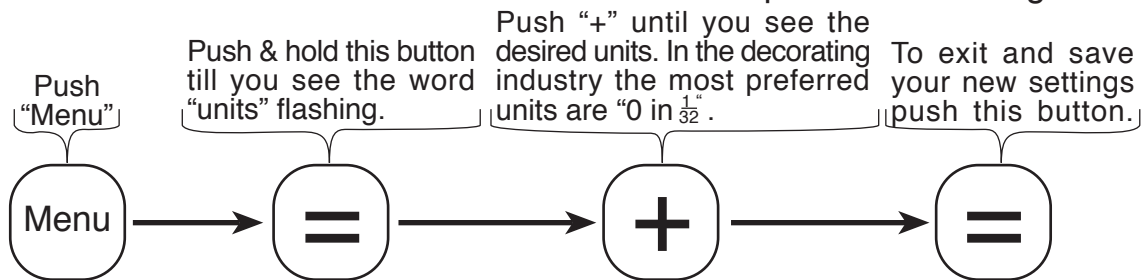 Push
“Menu”
Push & hold this button
till you see the word
“units” flashing.
Push “+” until you see the
desired units. In the decorating
industry the most preferred
units are “0 in 1/32“.
To exit and save
your new settings
push this button.
Menu
=
+
=